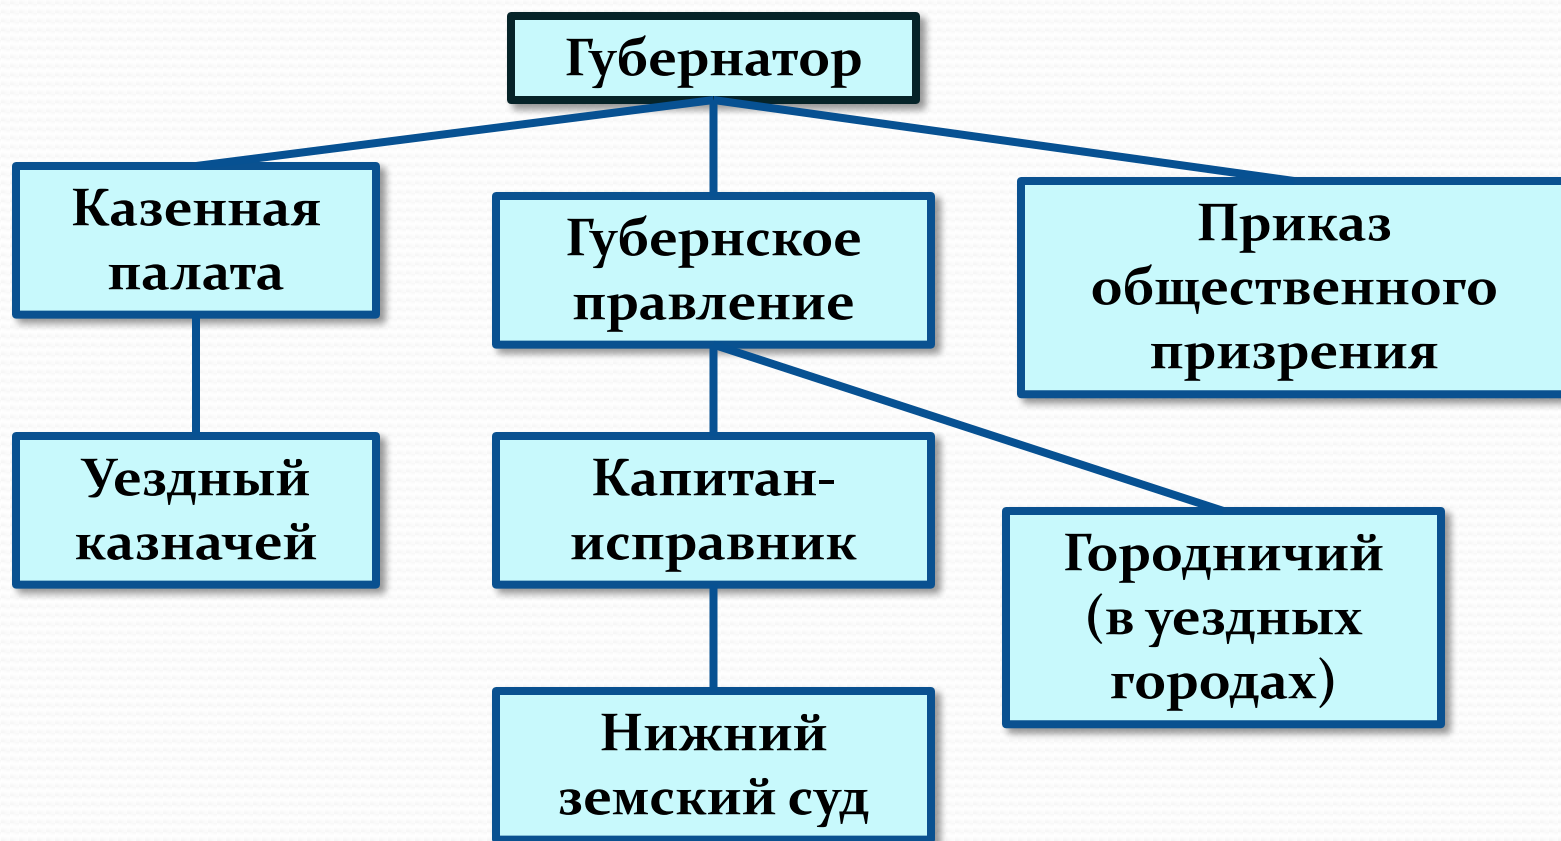 Губернатор
Казенная
палата
Губернское
правление
Приказ
общественного
призрения
Уездный
казначей
Капитан-
исправник
Городничий
(в уездных
городах)
Нижний
земский суд